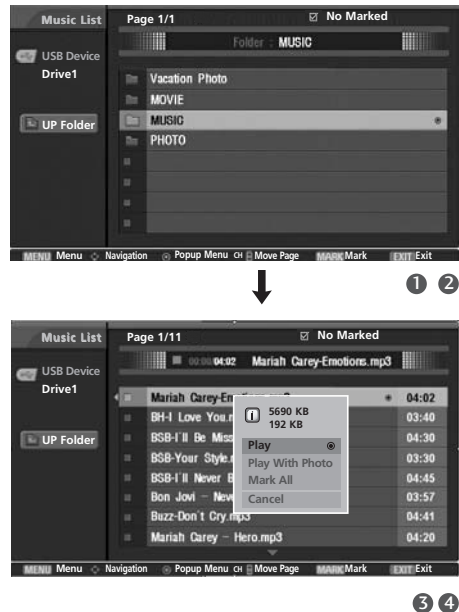 Music List Page 1/1 No Marked
Folder : MUSIC
USB Device
Drive1
UP Folder
Vacation Photo
MOVIE
MUSIC
PHOTO
MENU Menu Navigation Popup Menu CH Move Page MARK Mark EXIT Exit
1 2
Music List Page 1/11 No Marked
00:00/04:02 Mariah Carey-Emotions.mp3
USB Device
Drive1
UP Folder
Mariah Carey-Em 04:02
BH-I Love You. 03:40
BSB-I'll Be Miss 04:30
BSB-Your Style. 03:30
BSB-I'll Never B 04:45
Bon Jovi - Nev 03:57
Buzz-Don't Cry.mp3 04:41
Mariah Carey - Hero.mp3 04:20
5690 KB
192 KB
Play
Play With Photo
Mark All
Cancel
MENU Menu Navigation Popup Menu CH Move Page MARK Mark EXIT Exit
3 4